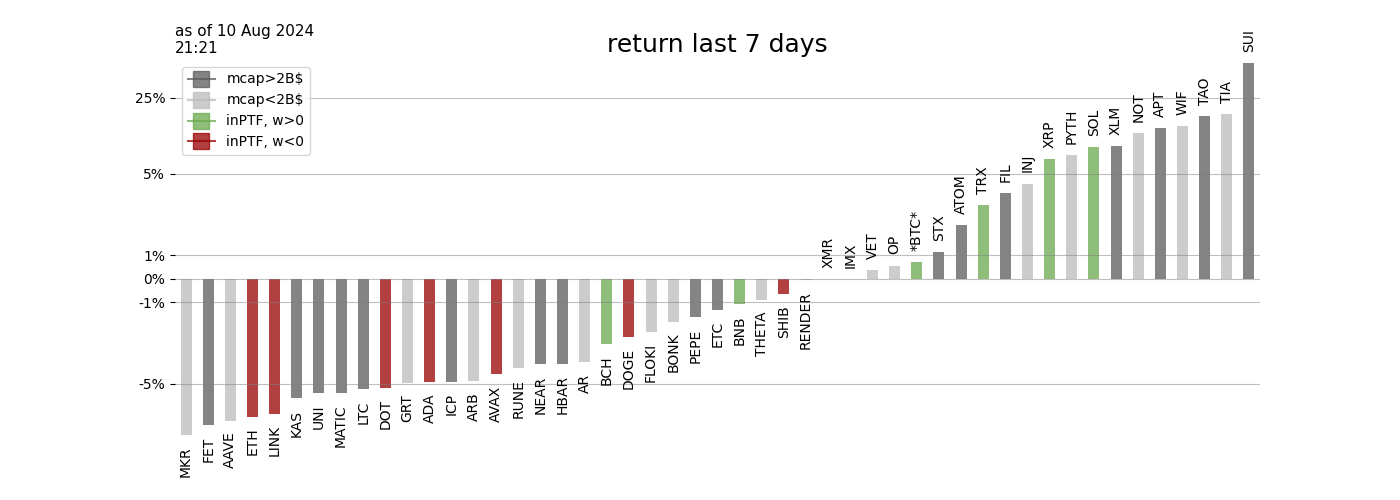 as of 10 Aug 2024
21:21
return last 7 days
mcap>2B$
mcap<2B$
inPTF, w>0
inPTF, w<0
25%
5%
1%
0%
-1%
-5%
MKR
FET
AAVE
ETH
LINK
KAS
UNI
MATIC
LTC
DOT
GRT
ADA
ICP
ARB
AVAX
RUNE
NEAR
HBAR
AR
BCH
DOGE
FLOKI
BONK
PEPE
ETC
BNB
THETA
SHIB
RENDER
XMR
IMX
VET
OP
*BTC*
STX
ATOM
TRX
FIL
INJ
XRP
PYTH
SOL
XLM
NOT
APT
WIF
TAO
TIA
SUI